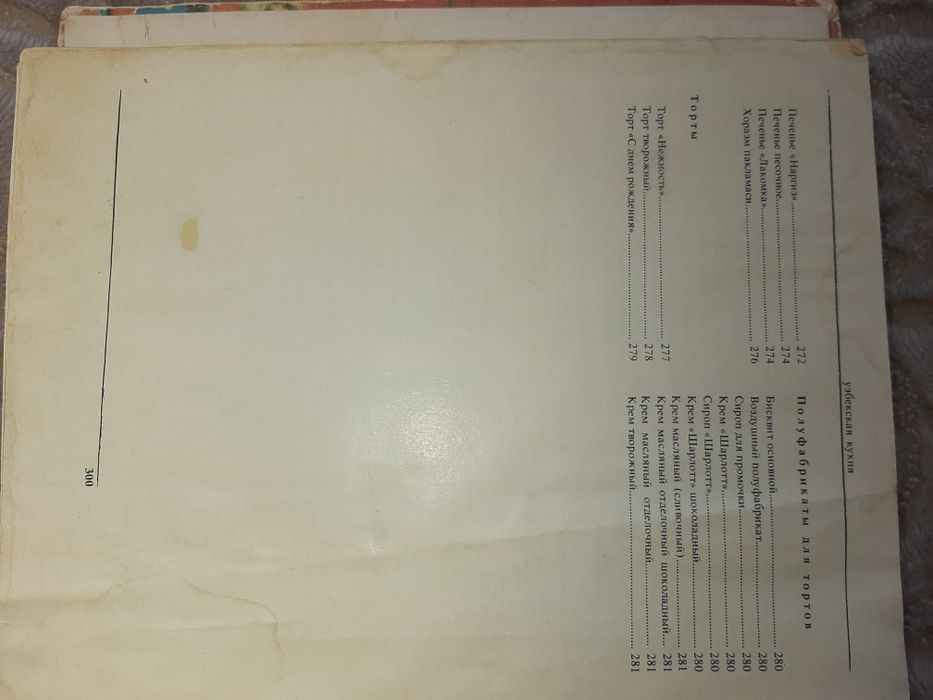 узбекская кухня
Печенье «Наргиз»........................ 272
Печенье песочное........................ 274
Печенье «Лакомка»........................ 274
Хоразм пакламаси........................ 276
Торты
Торт «Нежность»........................ 277
Торт творожный........................ 278
Торт «С днем рождения»........................ 279
Полуфабрикаты для тортов
Бисквит основной........................ 280
Воздушный полуфабрикат........................ 280
Сироп для промочки........................ 280
Крем «Шарлотт»........................ 280
Сироп «Шарлотт»........................ 280
Крем «Шарлотт» шоколадный........................ 280
Крем масляный (сливочный)........................ 281
Крем масляный отделочный шоколадный.... 281
Крем масляный отделочный........................ 281
Крем творожный........................ 281
300